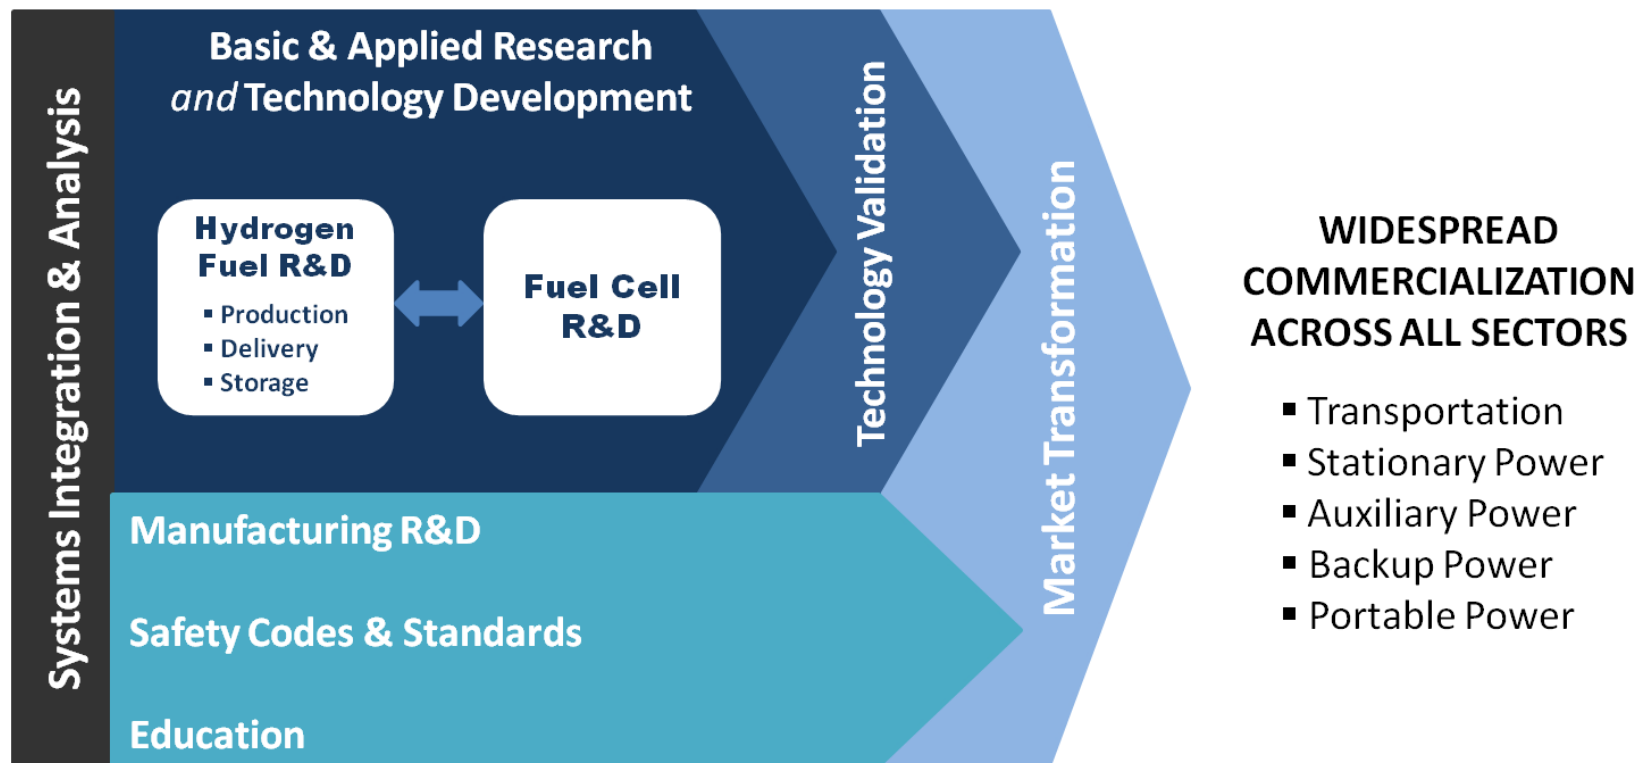 Systems Integration & Analysis
Basic & Applied Research
and Technology Development
Hydrogen
Fuel R&D
▪ Production
▪ Delivery
▪ Storage
Fuel Cell
R&D
Technology Validation
Market Transformation
Manufacturing R&D
Safety Codes & Standards
Education
WIDESPREAD
COMMERCIALIZATION
ACROSS ALL SECTORS
▪ Transportation
▪ Stationary Power
▪ Auxiliary Power
▪ Backup Power
▪ Portable Power